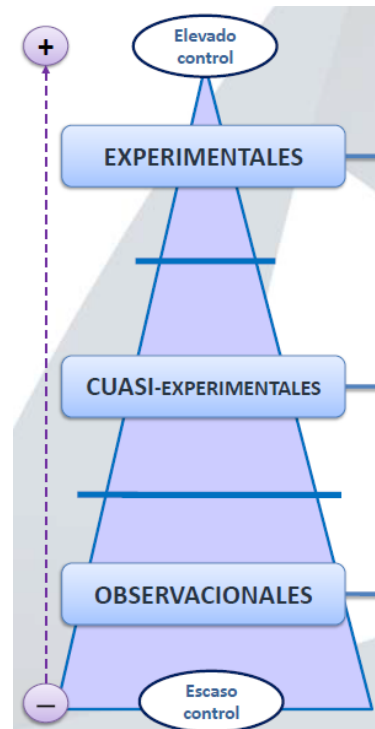 +
Elevado
control
EXPERIMENTALES
CUASI-EXPERIMENTALES
OBSERVACIONALES
–
Escaso
control